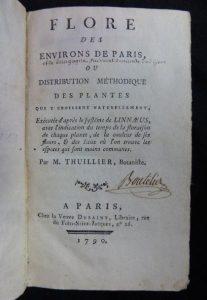 FLORE
DES
ENVIRONS DE PARIS,
OU
DISTRIBUTION MÉTHODIQUE
DES PLANTES
QUI Y CROISSENT NATURELLEMENT,
Exécutée d'après le système de LINNÆUS,
avec l'indication du temps de la floraison
de chaque plante, de la couleur de ses
fleurs, & des lieux où l'on trouve les
espèces qui sont moins communes.
Par M. THUILLIER, Botaniste.
A PARIS,
Chez la Veuve DESAINT, Libraire, rue
du Foin-Saint-Jacques, n°.
1790.